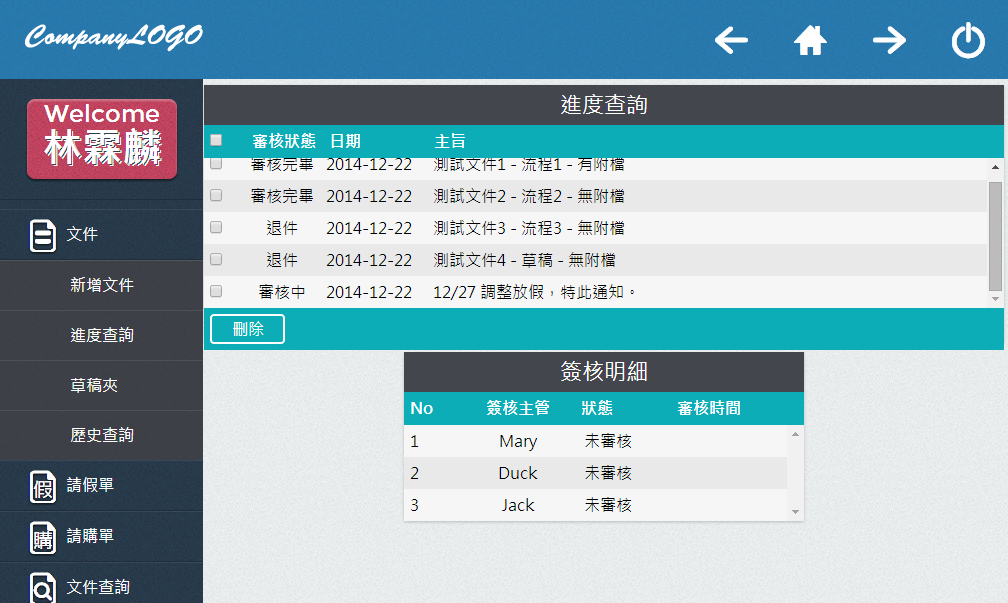 CompanyLOGO
Welcome
林霖麟
文件
新增文件
進度查詢
草稿夾
歷史查詢
假
請假單
購
請購單
文件查詢
進度查詢
審核狀態 日期 主旨
審核完畢 2014-12-22 測試文件1 - 流程1 - 有附檔
審核完畢 2014-12-22 測試文件2 - 流程2 - 無附檔
退件 2014-12-22 測試文件3 - 流程3 - 無附檔
退件 2014-12-22 測試文件4 - 草稿 - 無附檔
審核中 2014-12-22 12/27 調整放假，特此通知。
刪除
簽核明細
No 簽核主管 狀態 審核時間
1 Mary 未審核
2 Duck 未審核
3 Jack 未審核